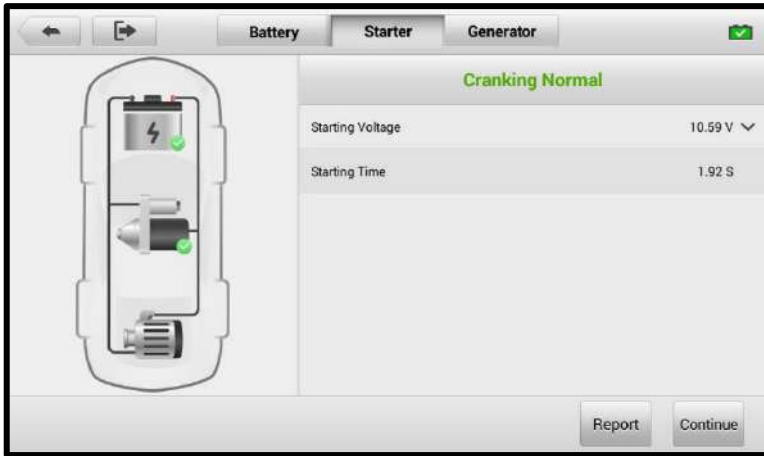 Battery Starter Generator
Cranking Normal
Starting Voltage 10.59 V
Starting Time 1.92 S
Report Continue